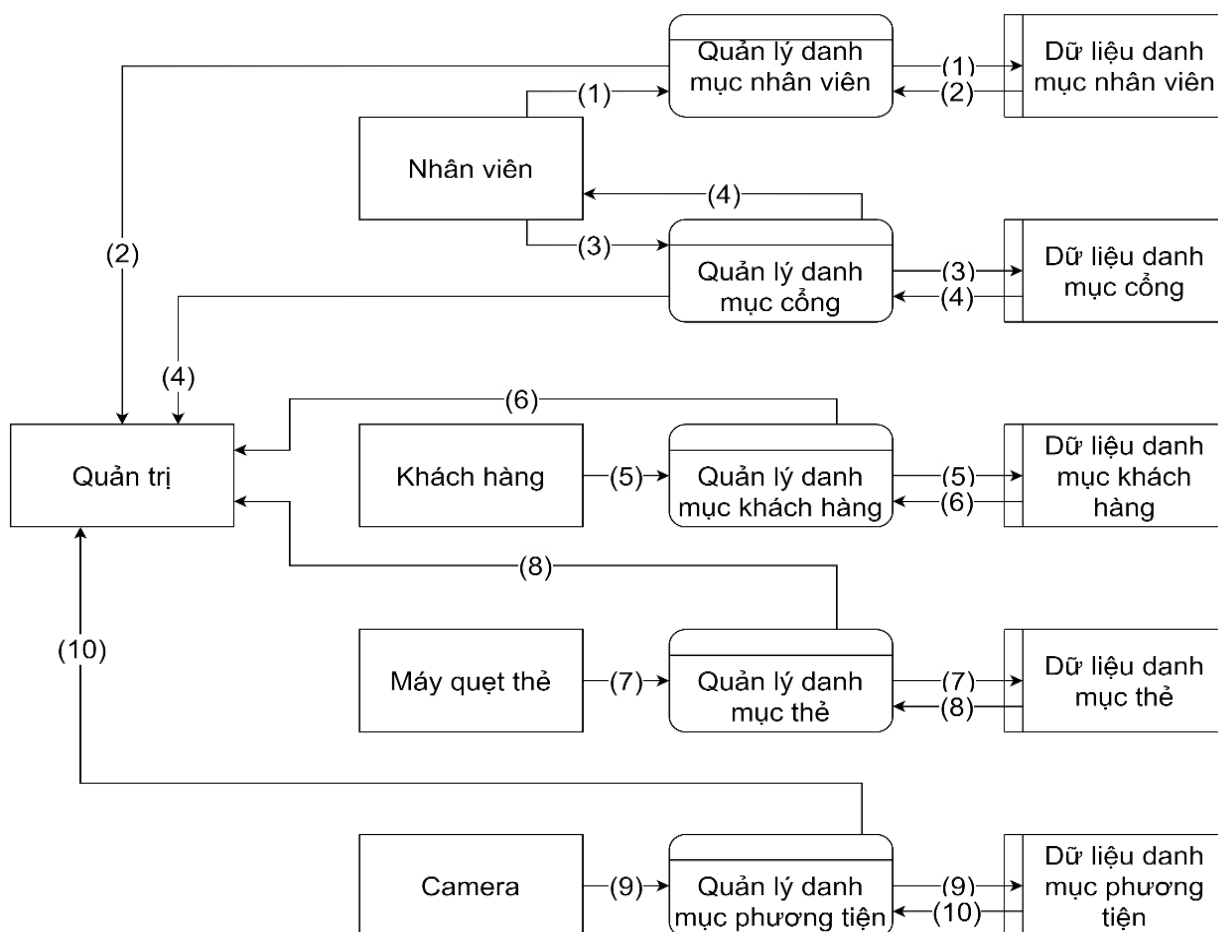 Quản lý danh
mục nhân viên
(1)
(2)
Dữ liệu danh
mục nhân viên
(1)
Nhân viên
(4)
(2)
(3)
Quản lý danh
mục cổng
(3)
(4)
Dữ liệu danh
mục cổng
(4)
(6)
Quản trị
Khách hàng
(5)
Quản lý danh
mục khách hàng
(5)
(6)
Dữ liệu danh
mục khách
hàng
(8)
(10)
Máy quẹt thẻ
(7)
Quản lý danh
mục thẻ
(7)
(8)
Dữ liệu danh
mục thẻ
Camera
(9)
Quản lý danh
mục phương tiện
(9)
(10)
Dữ liệu danh
mục phương
tiện